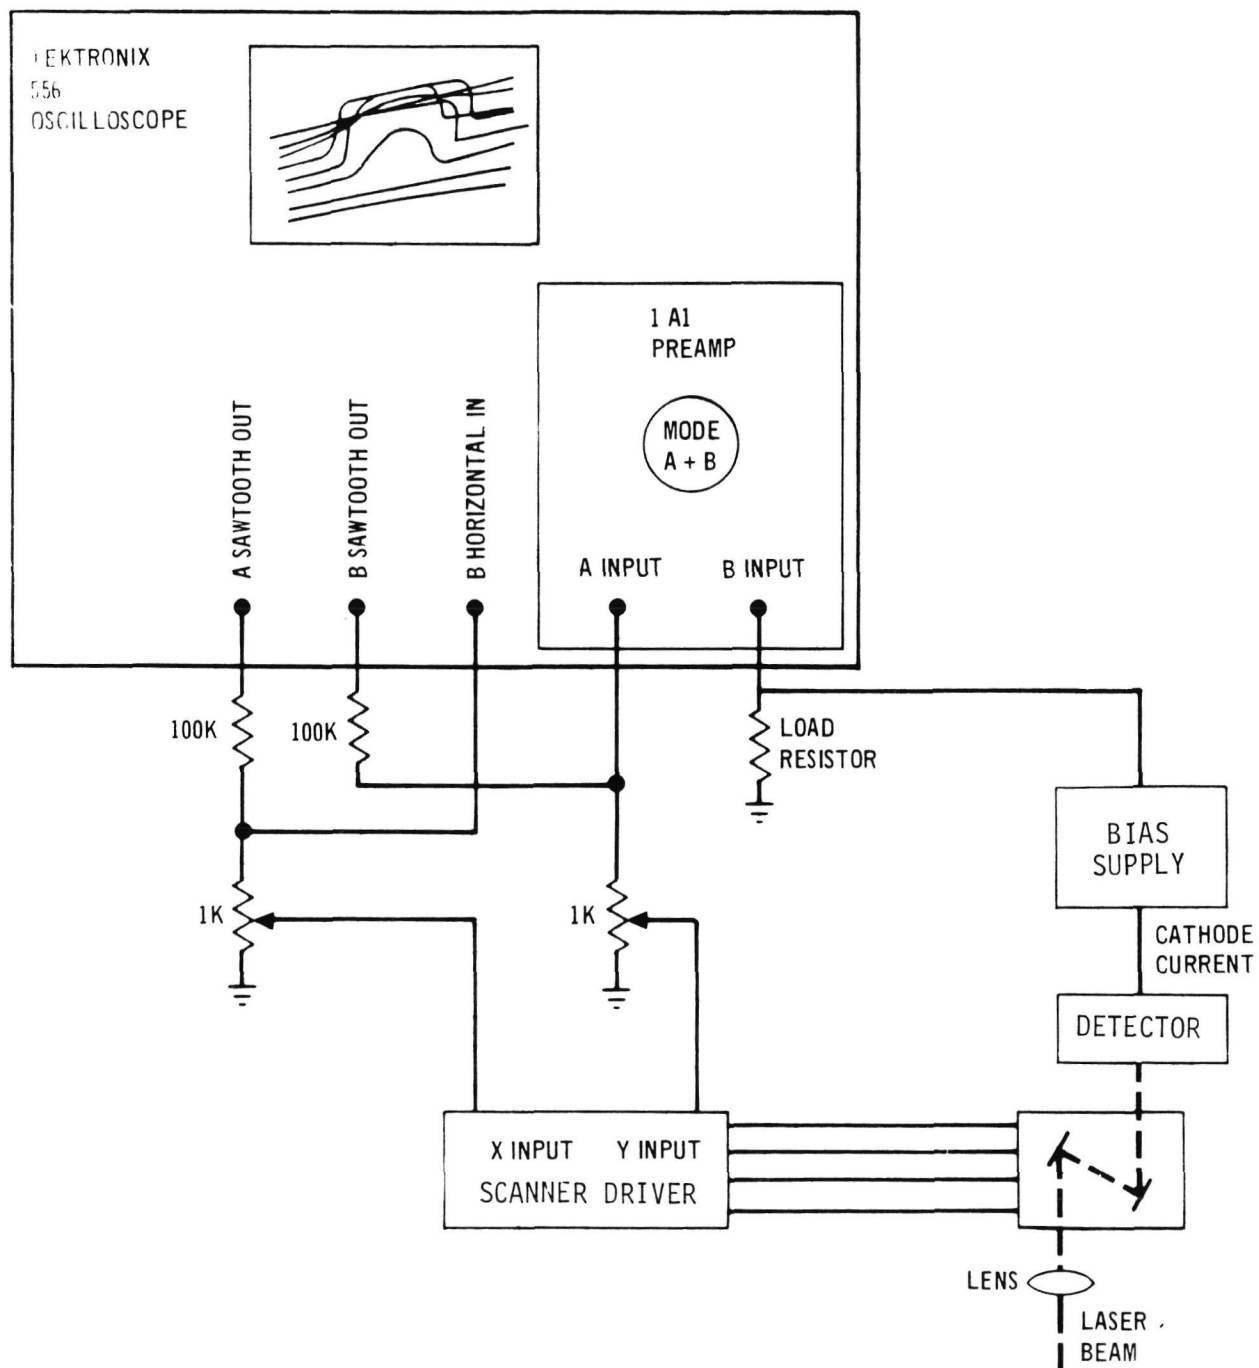 TEKTRONIX
556
OSCILLOSCOPE
1 A1
PREAMP
MODE
A + B
A SAWTOOTH OUT
B SAWTOOTH OUT
B HORIZONTAL IN
A INPUT
B INPUT
100K
100K
LOAD
RESISTOR
BIAS
SUPPLY
1K
1K
CATHODE
CURRENT
DETECTOR
X INPUT
Y INPUT
SCANNER DRIVER
LENS
LASER
BEAM